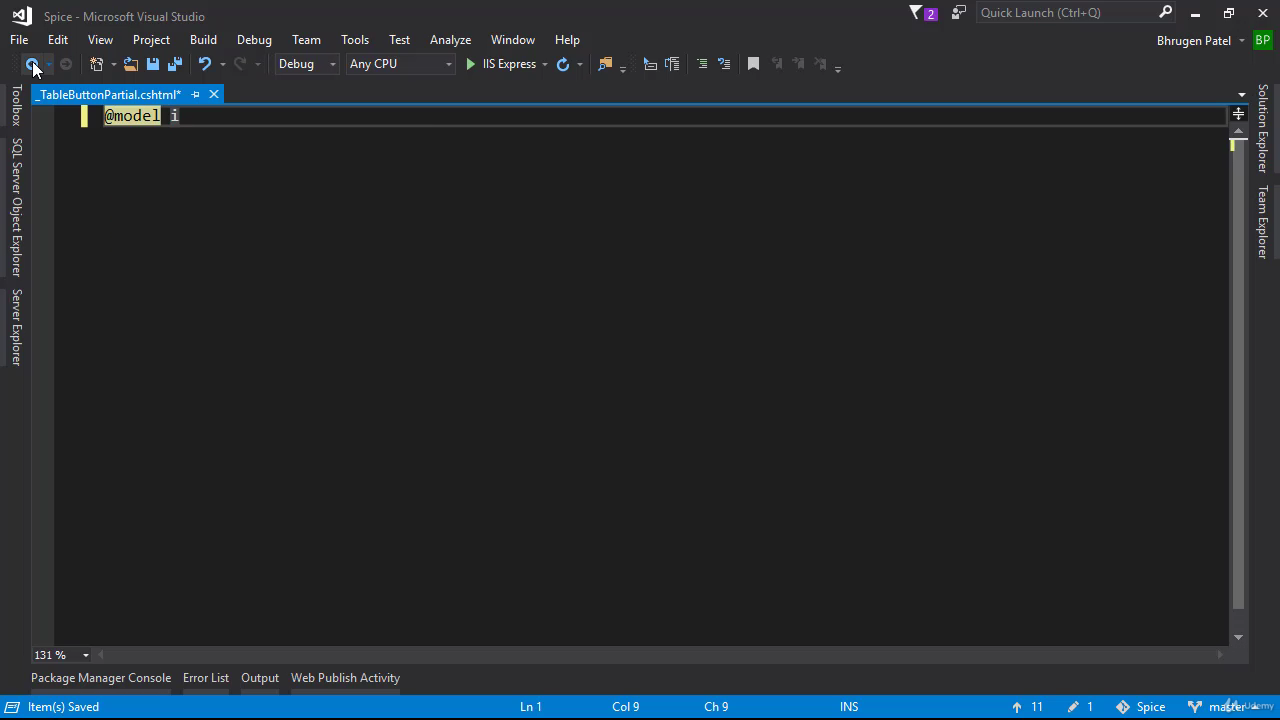 Spice - Microsoft Visual Studio
2
Quick Launch (Ctrl+Q)
File Edit View Project Build Debug Team Tools Test Analyze Window Help
Bhrugen Patel BP
Debug Any CPU IIS Express
_TableButtonPartial.cshtml*
@model i
Toolbox
SQL Server Object Explorer
Server Explorer
Solution Explorer
Team Explorer
131 %
Package Manager Console Error List Output Web Publish Activity
Item(s) Saved Ln 1 Col 9 Ch 9 INS 11 1 Spice master
Udemy